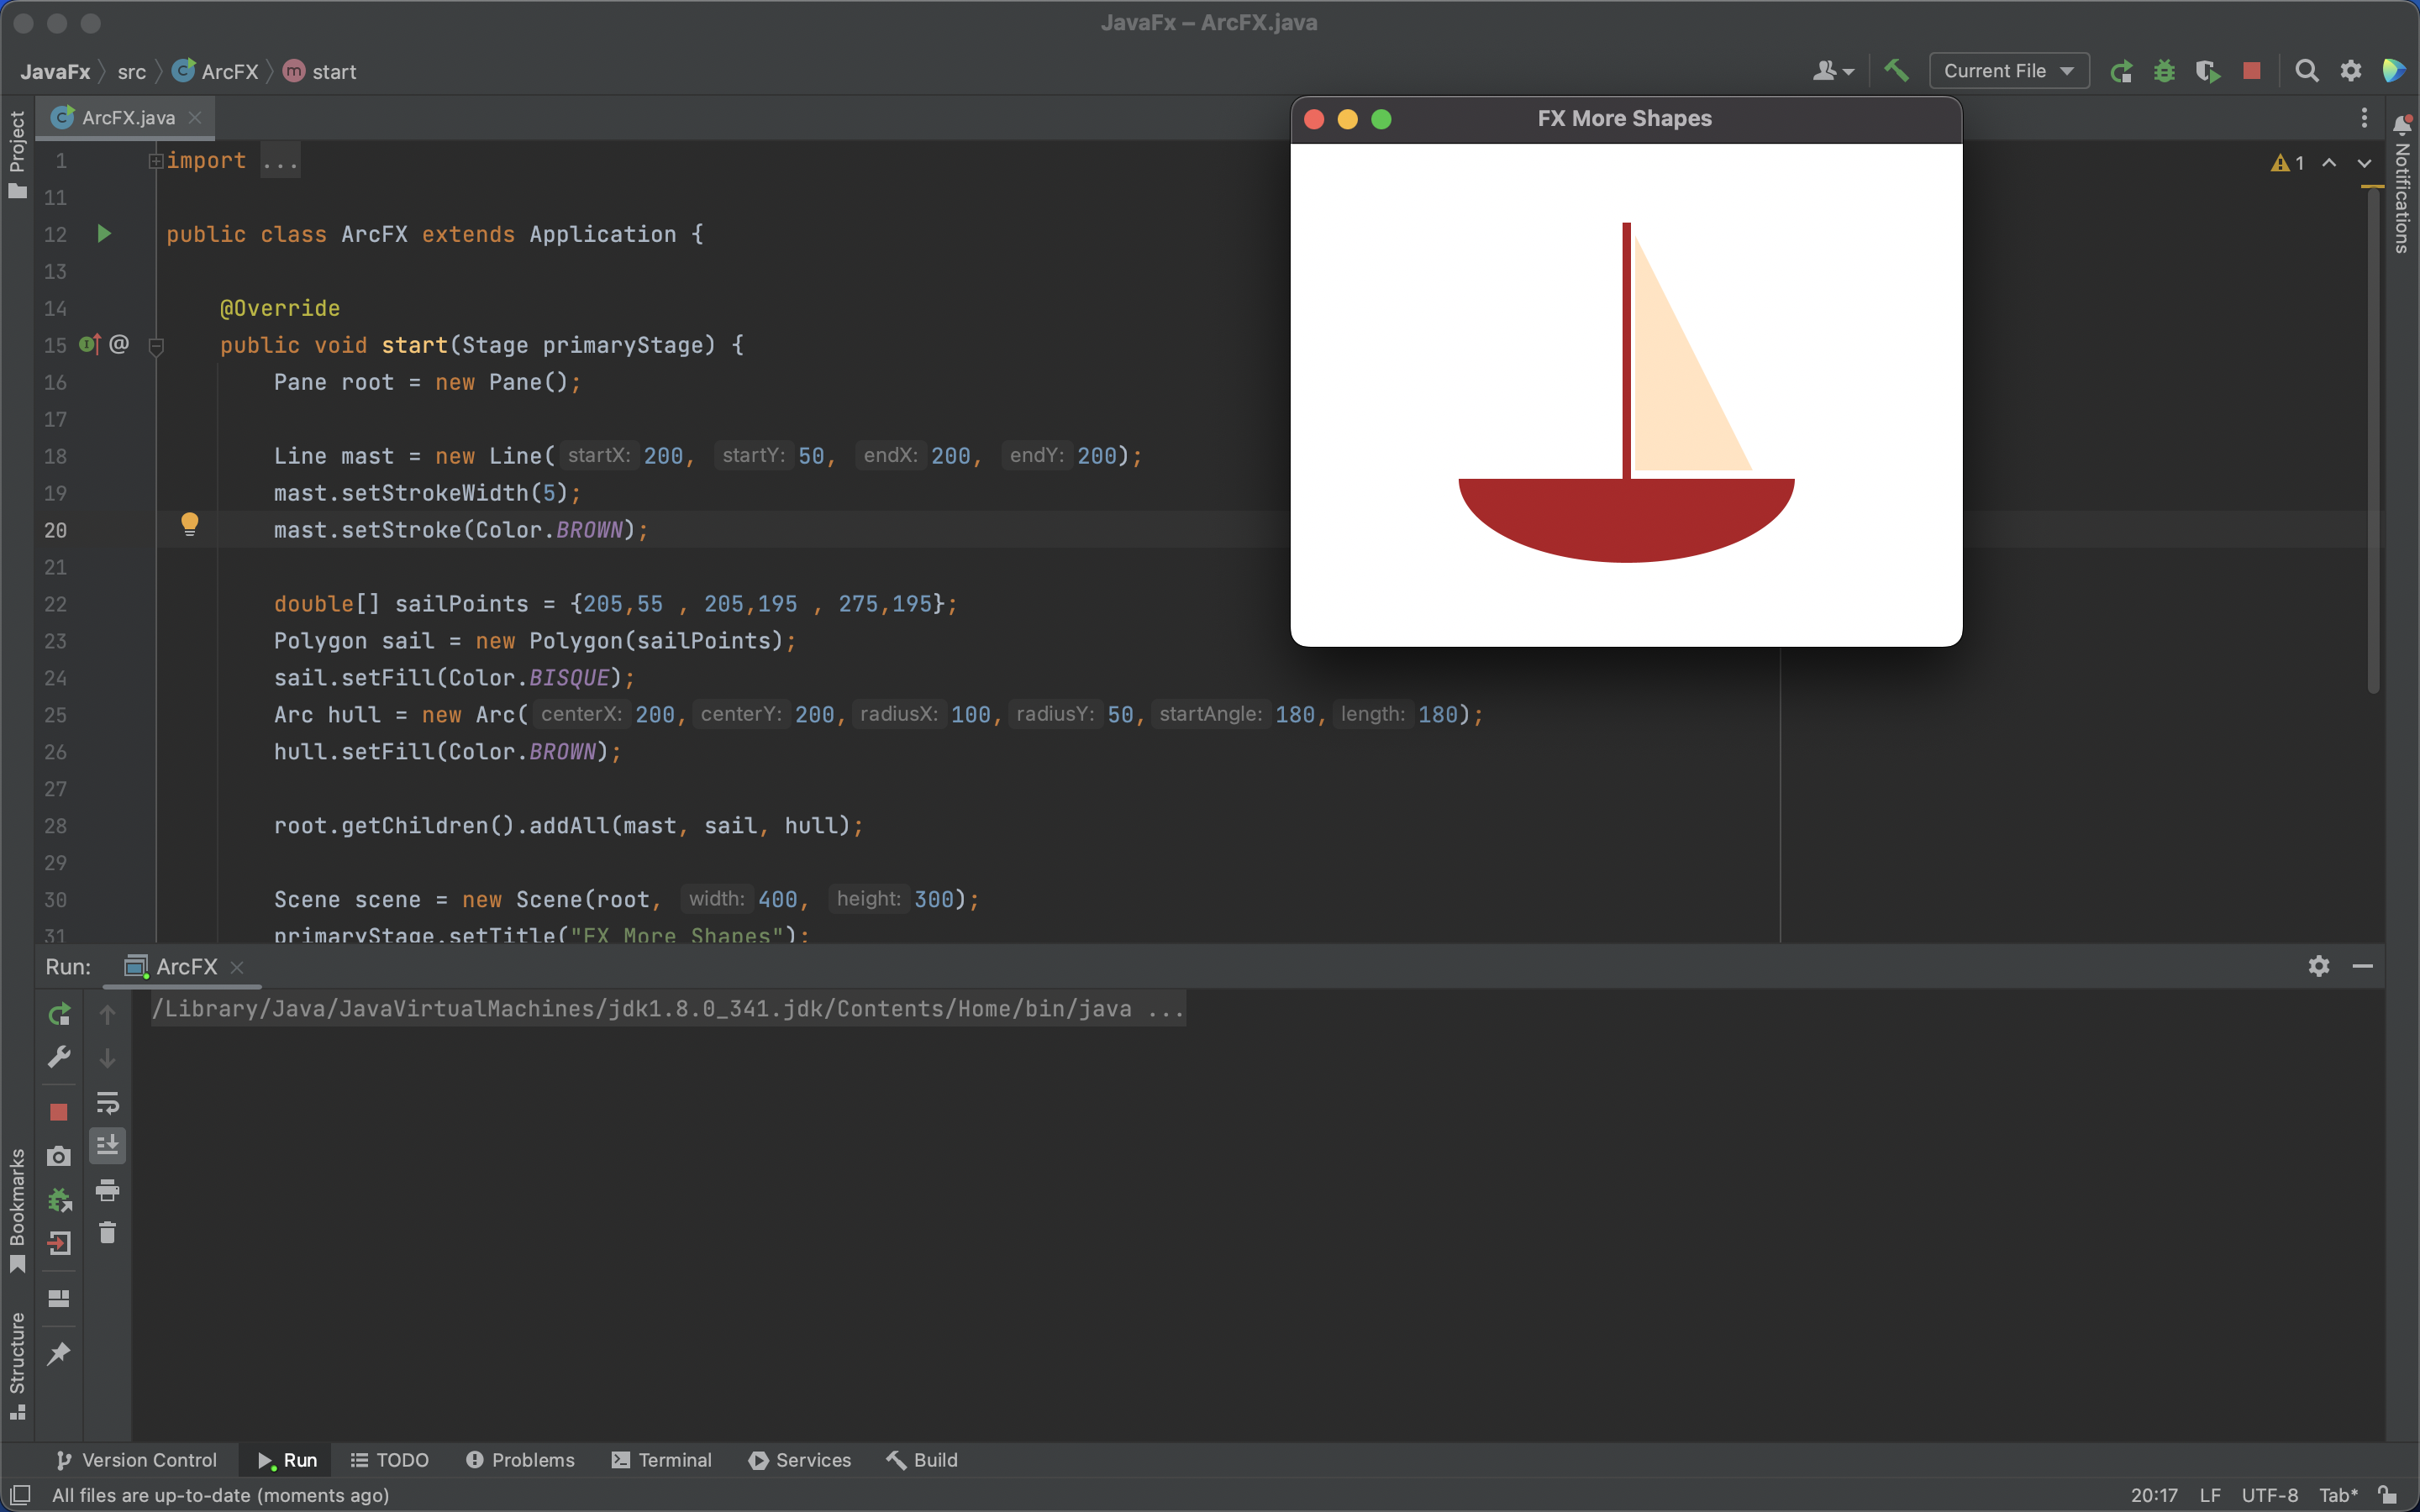 JavaFx – ArcFX.java
JavaFx src ArcFX start
Current File
Project
ArcFX.java
FX More Shapes
Notifications
1
1 import ...
11
12 public class ArcFX extends Application {
13
14 @Override
15 public void start(Stage primaryStage) {
16 Pane root = new Pane();
17
18 Line mast = new Line( startX: 200, startY: 50, endX: 200, endY: 200);
19 mast.setStrokeWidth(5);
20 mast.setStroke(Color.BROWN);
21
22 double[] sailPoints = {205,55 , 205,195 , 275,195};
23 Polygon sail = new Polygon(sailPoints);
24 sail.setFill(Color.BISQUE);
25 Arc hull = new Arc( centerX: 200, centerY: 200, radiusX: 100, radiusY: 50, startAngle: 180, length: 180);
26 hull.setFill(Color.BROWN);
27
28 root.getChildren().addAll(mast, sail, hull);
29
30 Scene scene = new Scene(root, width: 400, height: 300);
31 primaryStage.setTitle("FX More Shapes");
Run: ArcFX
/Library/Java/JavaVirtualMachines/jdk1.8.0_341.jdk/Contents/Home/bin/java ...
Bookmarks
Structure
Version Control Run TODO Problems Terminal Services Build
All files are up-to-date (moments ago) 20:17 LF UTF-8 Tab*